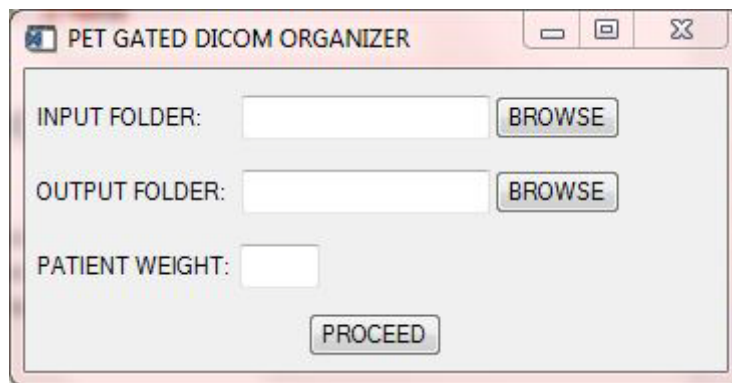 PET GATED DICOM ORGANIZER
INPUT FOLDER: BROWSE
OUTPUT FOLDER: BROWSE
PATIENT WEIGHT:
PROCEED